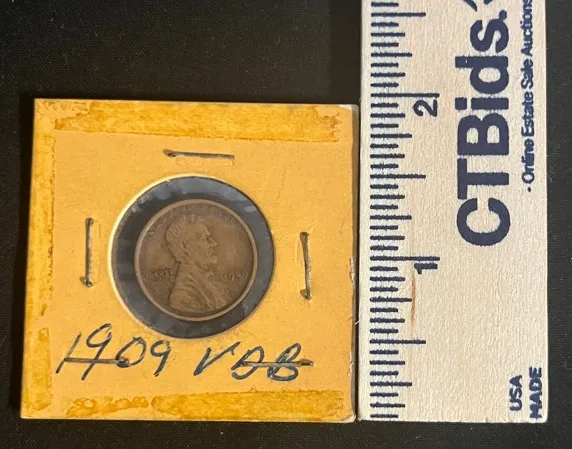 1909 VDB
LIBERTY
1909
2
1
CTBids.
- Online Estate Sale Auctions
USA
MADE